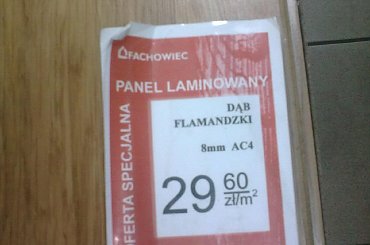 FACHOWIEC
PANEL LAMINOWANY
OFERTA SPECJALNA
DĄB
FLAMANDZKI
8mm AC4
29 60
zł/m²